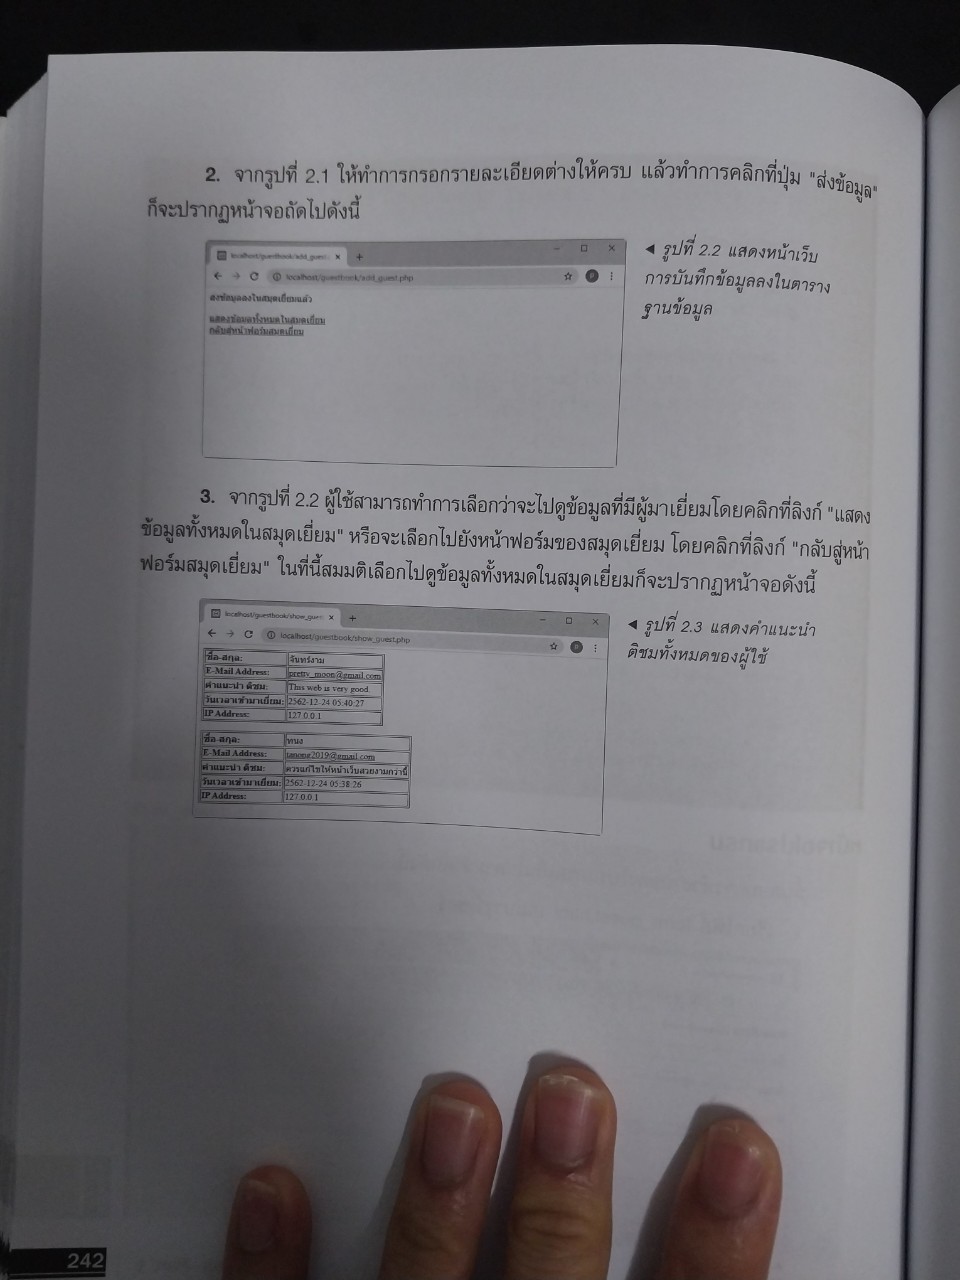 2. จากรูปที่ 2.1 ให้ทำการกรอกรายละเอียดต่างให้ครบ แล้วทำการคลิกที่ปุ่ม "ส่งข้อมูล"
ก็จะปรากฏหน้าจอถัดไปดังนี้
localhost/guestbook/add_guest.
localhost/guestbook/add_guest.php
ลงข้อมูลลงในสมุดเยี่ยมแล้ว
แสดงข้อมูลทั้งหมดในสมุดเยี่ยม
กลับสู่หน้าฟอร์มสมุดเยี่ยม
◄ รูปที่ 2.2 แสดงหน้าเว็บ
การบันทึกข้อมูลลงในตาราง
ฐานข้อมูล
3. จากรูปที่ 2.2 ผู้ใช้สามารถทำการเลือกว่าจะไปดูข้อมูลที่มีผู้มาเยี่ยมโดยคลิกที่ลิงก์ "แสดง
ข้อมูลทั้งหมดในสมุดเยี่ยม" หรือจะเลือกไปยังหน้าฟอร์มของสมุดเยี่ยม โดยคลิกที่ลิงก์ "กลับสู่หน้า
ฟอร์มสมุดเยี่ยม" ในที่นี้สมมติเลือกไปดูข้อมูลทั้งหมดในสมุดเยี่ยมก็จะปรากฏหน้าจอดังนี้
localhost/guestbook/show_gues
localhost/guestbook/show_guest.php
ชื่อ-สกุล: จันทร์งาม
E-Mail Address: pretty_moon@gmail.com
คำแนะนำ ติชม: This web is very good
วันเวลาเข้ามาเยี่ยม: 2562-12-24 05:40:27
IP Address: 127.0.0.1
ชื่อ-สกุล: ทนง
E-Mail Address: tanong2019@gmail.com
คำแนะนำ ติชม: ควรแก้ไขให้หน้าเว็บสวยงามกว่านี้
วันเวลาเข้ามาเยี่ยม: 2562-12-24 05:38:26
IP Address: 127.0.0.1
◄ รูปที่ 2.3 แสดงคำแนะนำ
ติชมทั้งหมดของผู้ใช้
242